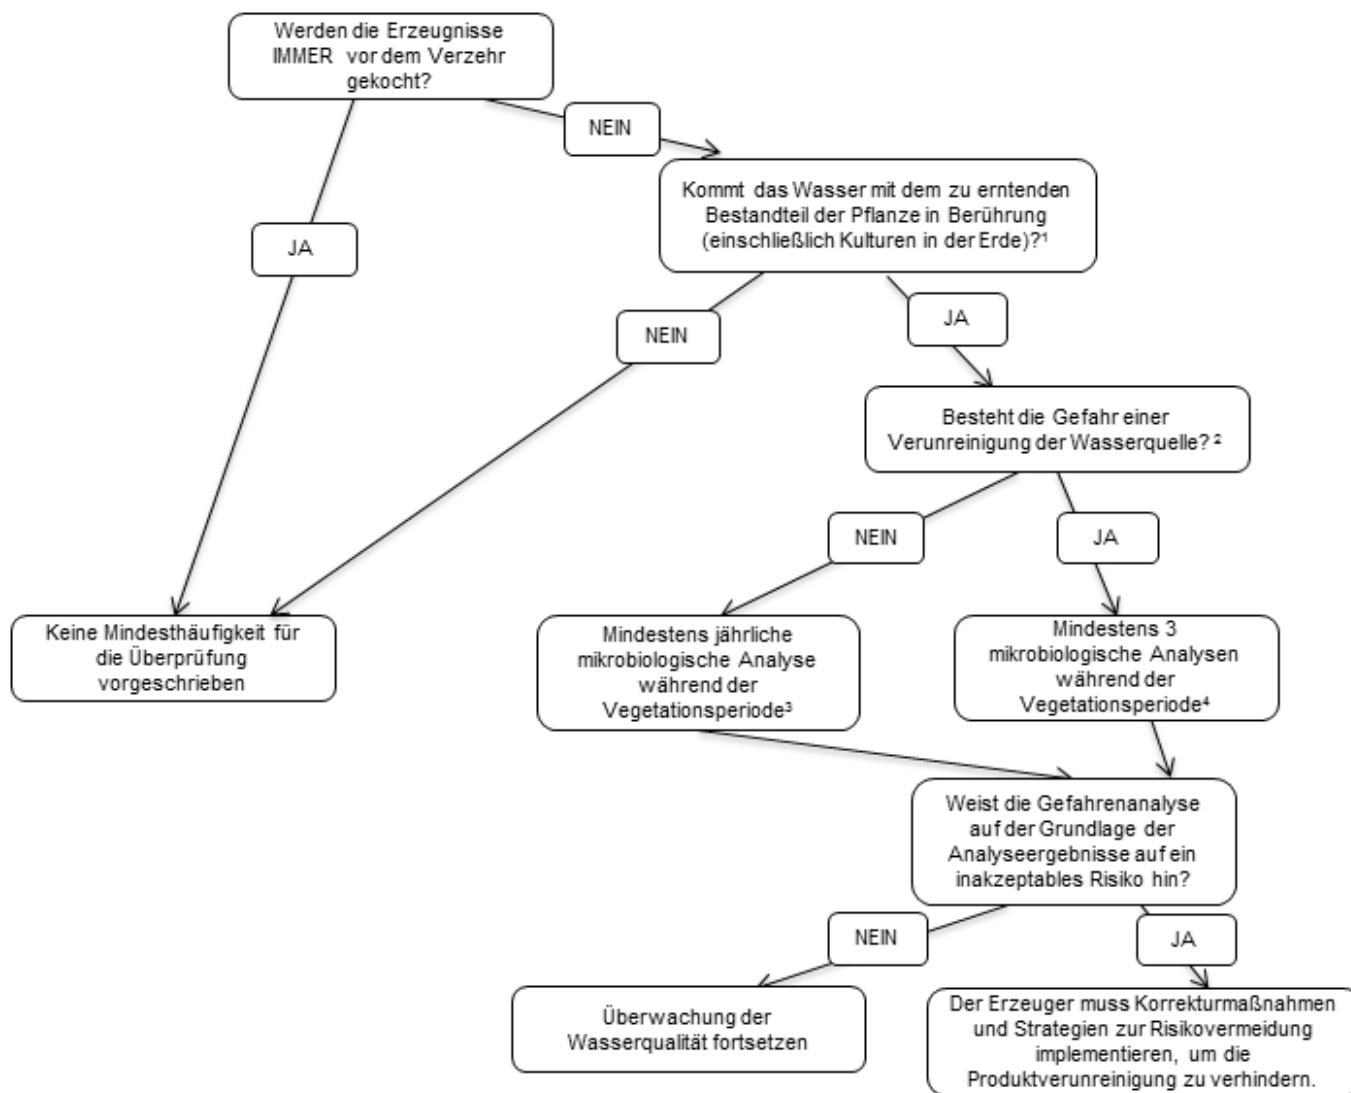 Werden die Erzeugnisse
IMMER vor dem Verzehr
gekocht?
NEIN
Kommt das Wasser mit dem zu erntenden
Bestandteil der Pflanze in Berührung
(einschließlich Kulturen in der Erde)?¹
JA
NEIN
JA
Besteht die Gefahr einer
Verunreinigung der Wasserquelle? ²
NEIN
JA
Keine Mindesthäufigkeit für
die Überprüfung
vorgeschrieben
Mindestens jährliche
mikrobiologische Analyse
während der
Vegetationsperiode³
Mindestens 3
mikrobiologische Analysen
während der
Vegetationsperiode⁴
Weist die Gefahrenanalyse
auf der Grundlage der
Analyseergebnisse auf ein
inakzeptables Risiko hin?
NEIN
JA
Überwachung der
Wasserqualität fortsetzen
Der Erzeuger muss Korrekturmaßnahmen
und Strategien zur Risikovermeidung
implementieren, um die
Produktverunreinigung zu verhindern.